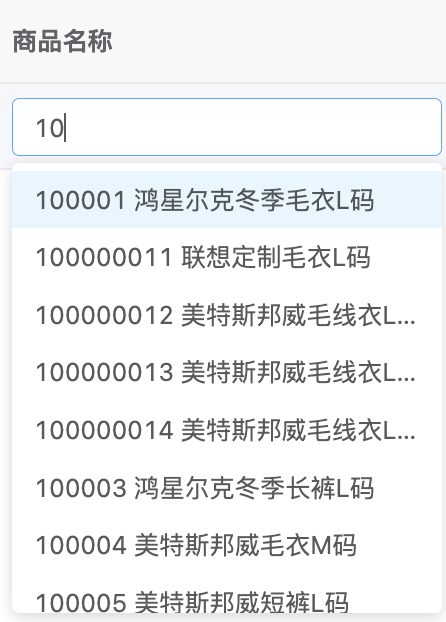 商品名称
10
100001 鸿星尔克冬季毛衣L码
100000011 联想定制毛衣L码
100000012 美特斯邦威毛线衣L...
100000013 美特斯邦威毛线衣L...
100000014 美特斯邦威毛线衣L...
100003 鸿星尔克冬季长裤L码
100004 美特斯邦威毛衣M码
100005 美特斯邦威短裤L码